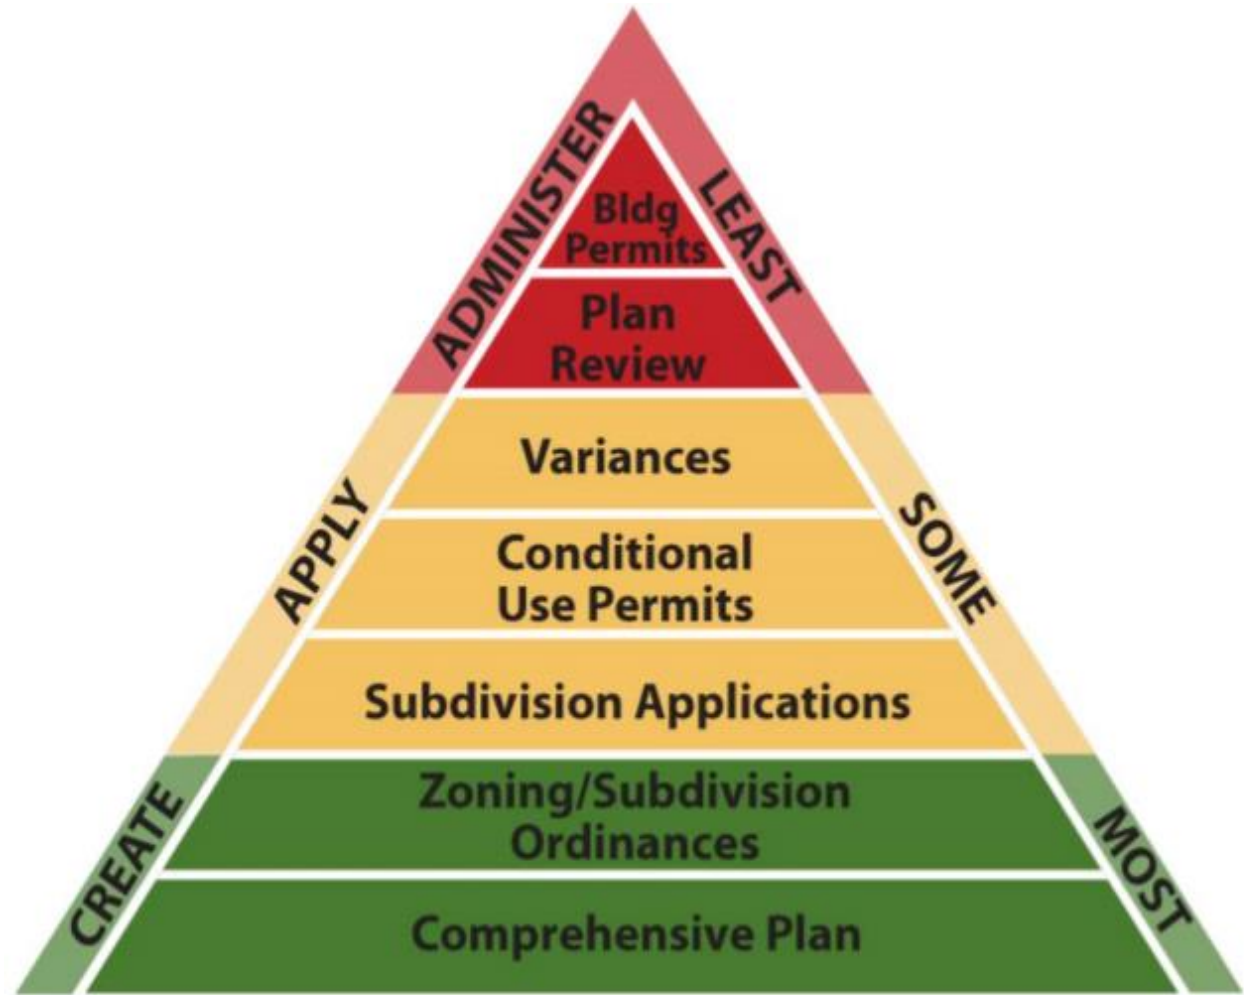 ADMINISTER
LEAST
Bldg
Permits
Plan
Review
APPLY
SOME
Variances
Conditional
Use Permits
Subdivision Applications
CREATE
MOST
Zoning/Subdivision
Ordinances
Comprehensive Plan